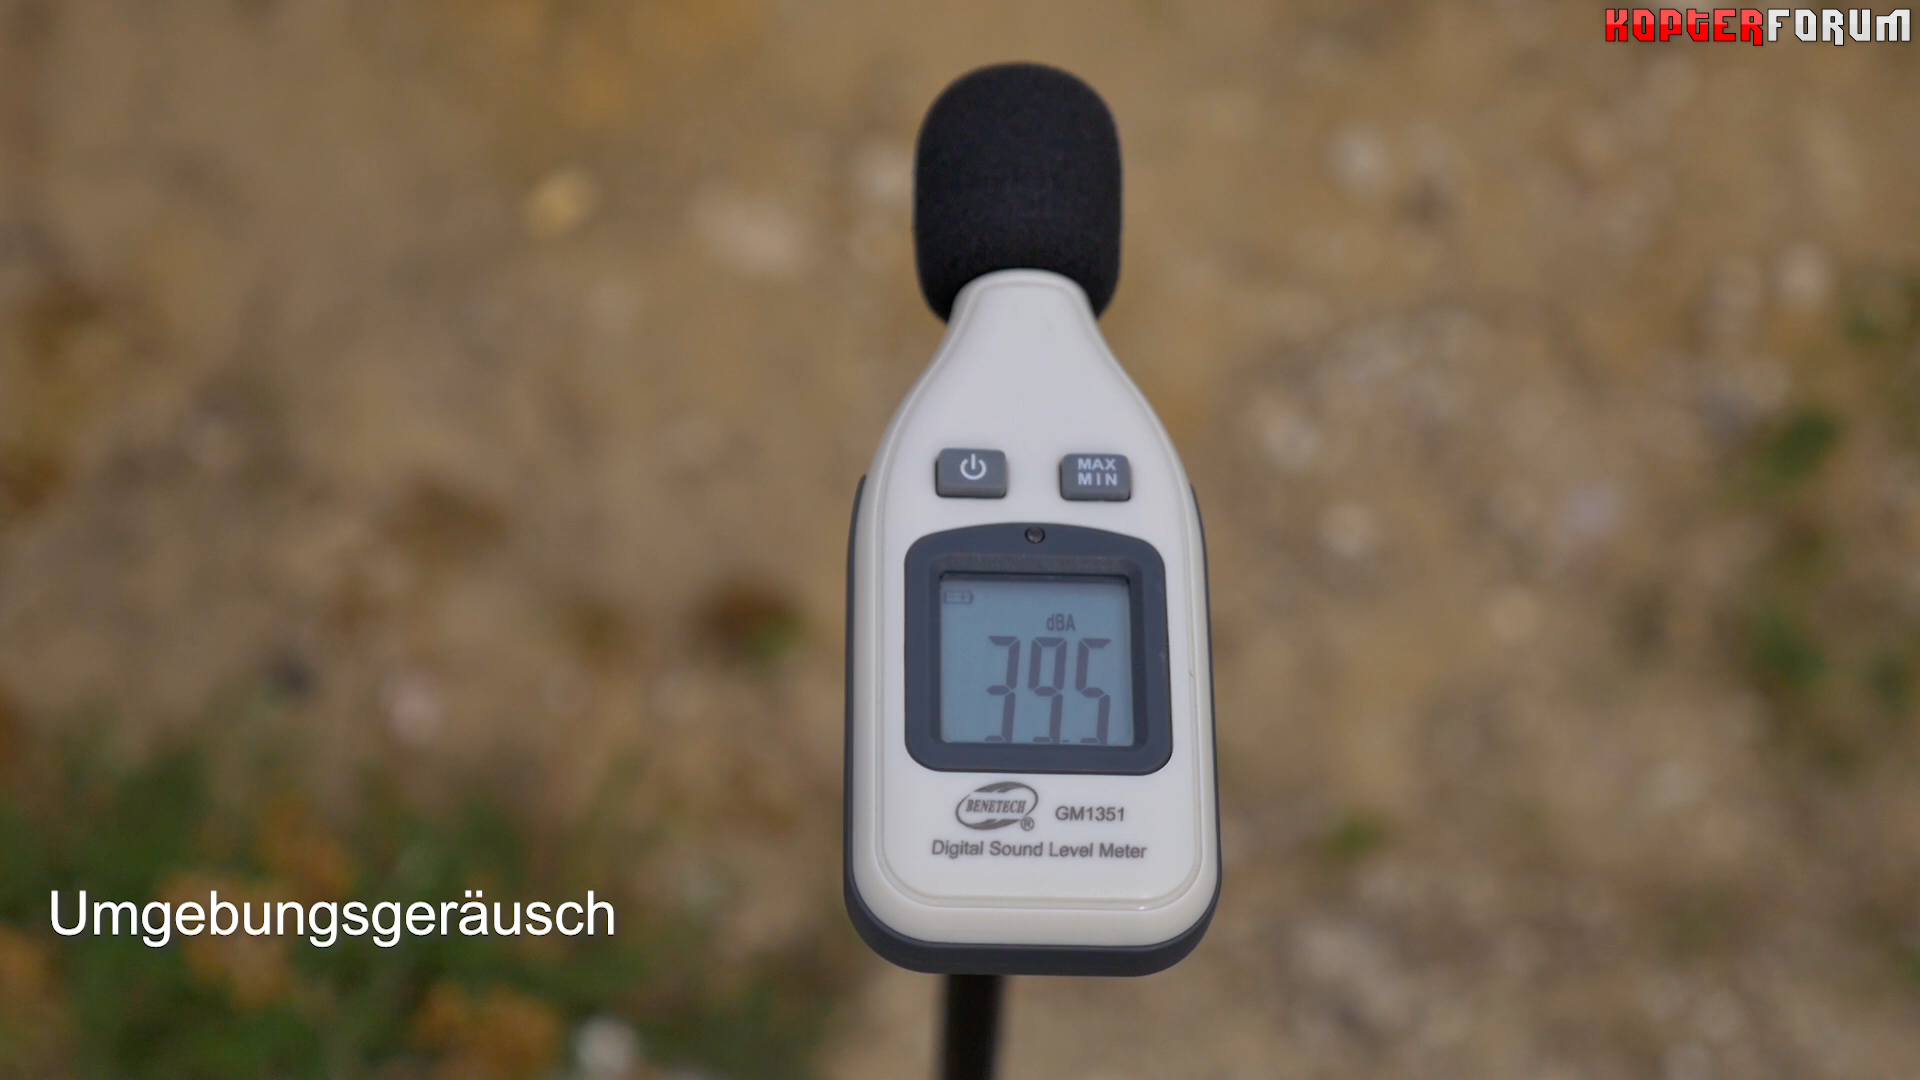 KOPTERFORUM
MAX
MIN
dBA
39.5
BENETECH
®
GM1351
Digital Sound Level Meter
Umgebungsgeräusch